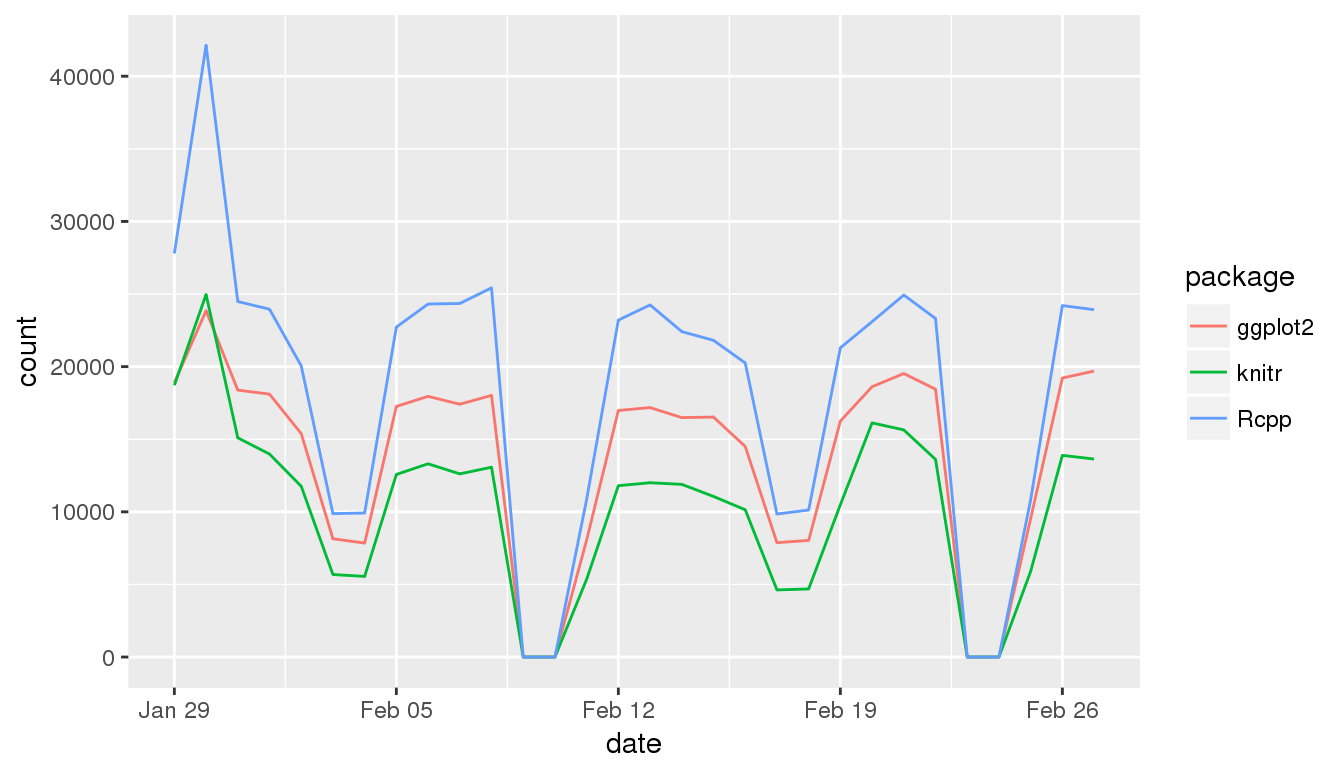 count
40000
30000
20000
10000
0
Jan 29
Feb 05
Feb 12
Feb 19
Feb 26
date
package
ggplot2
knitr
Rcpp